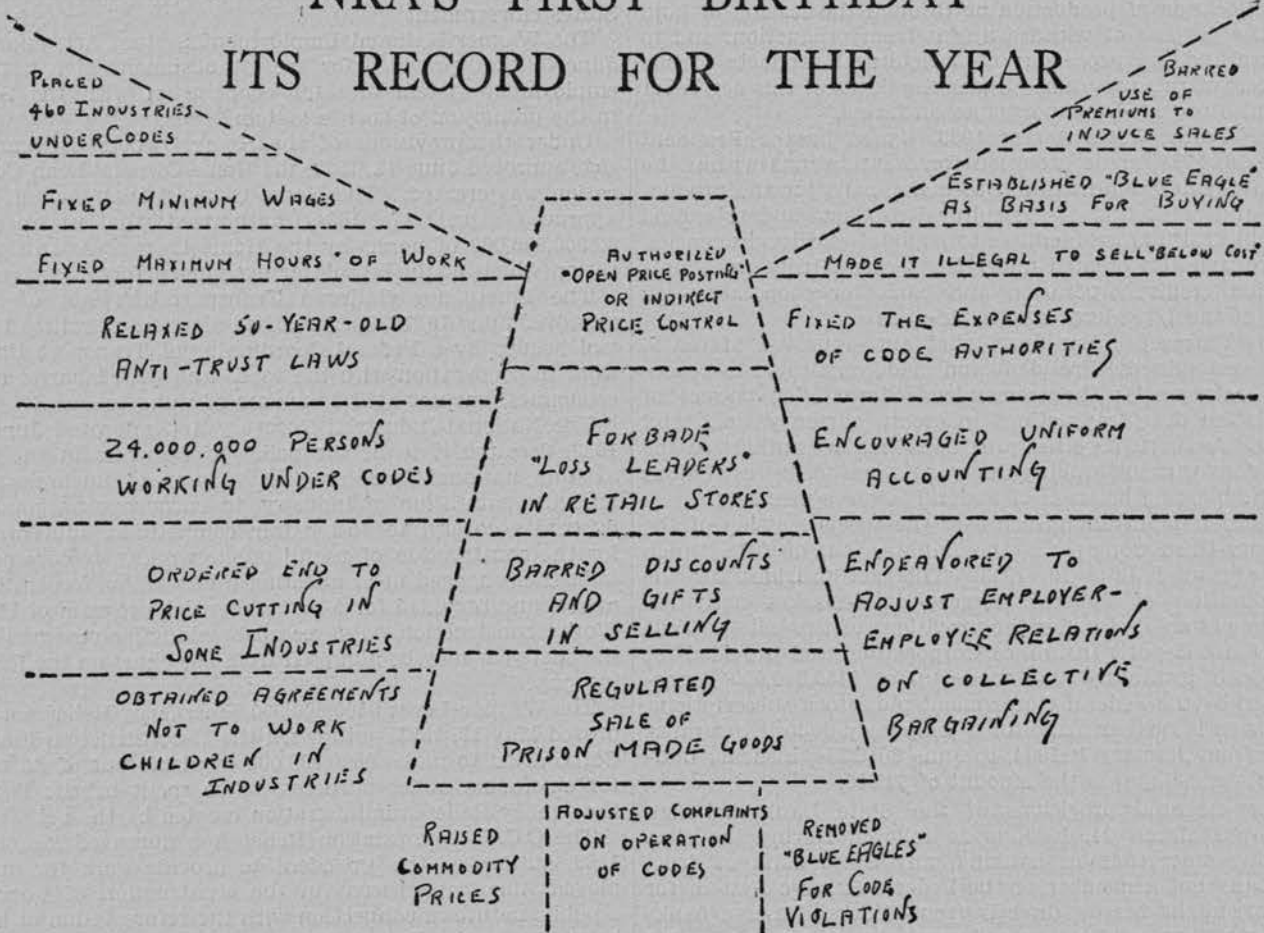 NRA'S FIRST BIRTHDAY
ITS RECORD FOR THE YEAR
PLACED
460 INDUSTRIES
UNDER CODES
FIXED MINIMUM WAGES
FIXED MAXIMUM HOURS OF WORK
RELAXED 50-YEAR-OLD
ANTI-TRUST LAWS
24.000.000 PERSONS
WORKING UNDER CODES
ORDERED END TO
PRICE CUTTING IN
SOME INDUSTRIES
OBTAINED AGREEMENTS
NOT TO WORK
CHILDREN IN
INDUSTRIES
AUTHORIZED
"OPEN PRICE POSTING"
OR INDIRECT
PRICE CONTROL
FORBADE
"LOSS LEADERS"
IN RETAIL STORES
BARRED DISCOUNTS
AND GIFTS
IN SELLING
REGULATED
SALE OF
PRISON MADE GOODS
BARRED
USE OF
PREMIUMS TO
INDUCE SALES
ESTABLISHED "BLUE EAGLE"
AS BASIS FOR BUYING
MADE IT ILLEGAL TO SELL "BELOW COST"
FIXED THE EXPENSES
OF CODE AUTHORITIES
ENCOURAGED UNIFORM
ACCOUNTING
ENDEAVORED TO
ADJUST EMPLOYER-
EMPLOYEE RELATIONS
ON COLLECTIVE
BARGAINING
RAISED
COMMODITY
PRICES
ADJUSTED COMPLAINTS
ON OPERATION
OF CODES
REMOVED
"BLUE EAGLES"
FOR CODE
VIOLATIONS